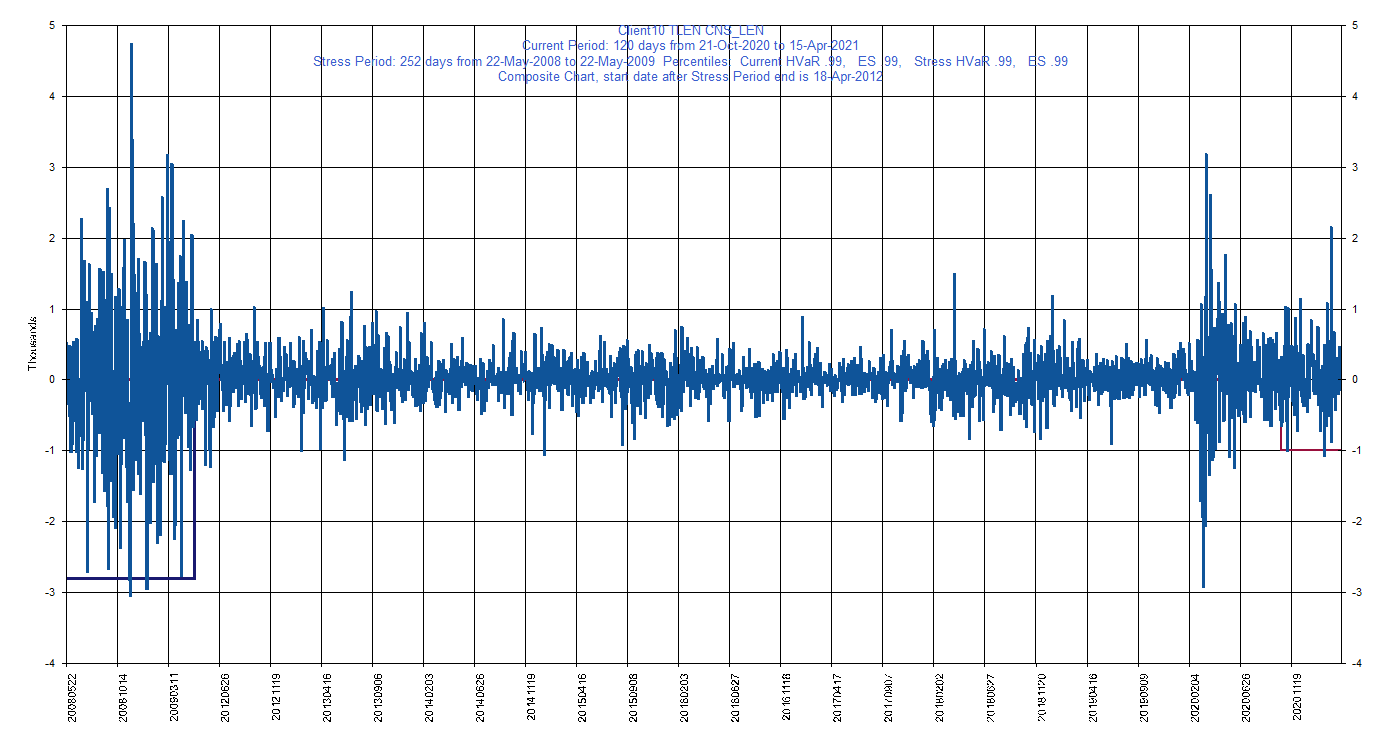 Client10 TLEN CNS_LEN
Current Period: 120 days from 21-Oct-2020 to 15-Apr-2021
Stress Period: 252 days from 22-May-2008 to 22-May-2009 Percentiles: Current HVaR .99, ES .99, Stress HVaR .99, ES .99
Composite Chart, start date after Stress Period end is 18-Apr-2012
5 5
4 4
3 3
2 2
1 1
Thousands
0 0
-1 -1
-2 -2
-3 -3
-4 -4
20080522 20081014 20090311 20120626 20121119 20130416 20130906 20140203 20140626 20141119 20150416 20150908 20160203 20160627 20161118 20170417 20170907 20180202 20180627 20181120 20190416 20190909 20200204 20200626 20201119